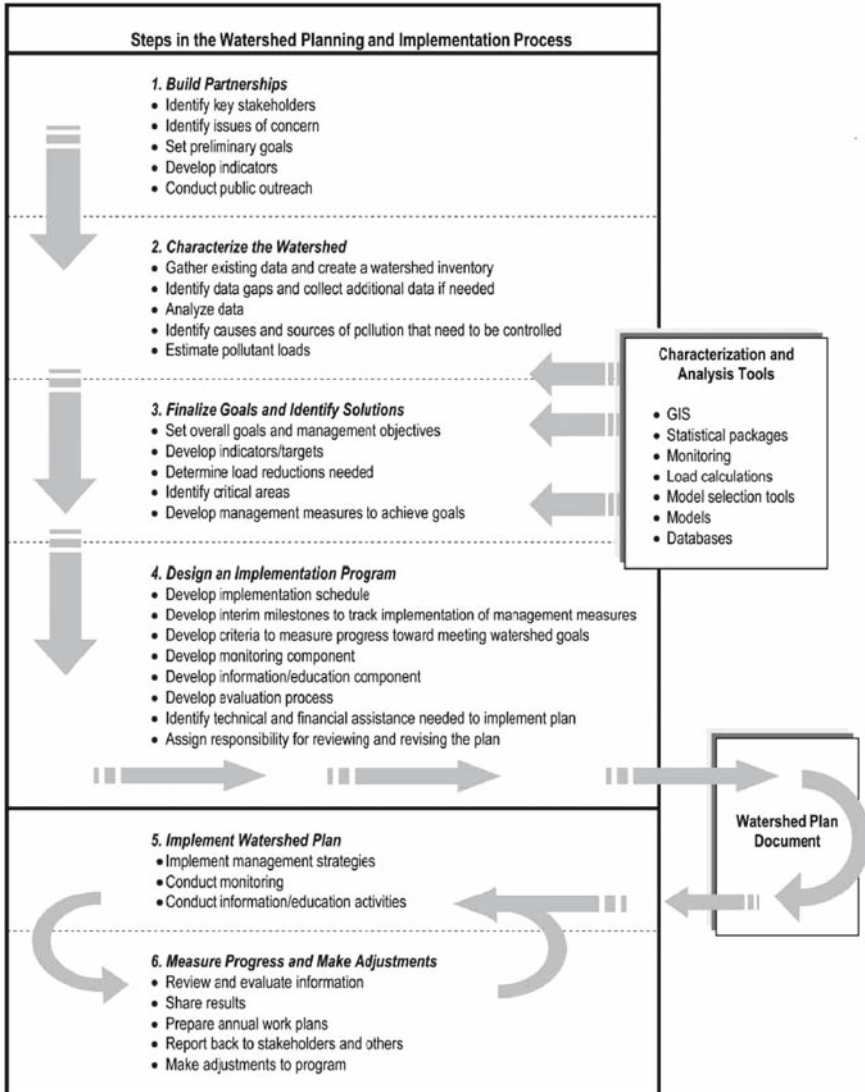 Steps in the Watershed Planning and Implementation Process
1. Build Partnerships
• Identify key stakeholders
• Identify issues of concern
• Set preliminary goals
• Develop indicators
• Conduct public outreach
2. Characterize the Watershed
• Gather existing data and create a watershed inventory
• Identify data gaps and collect additional data if needed
• Analyze data
• Identify causes and sources of pollution that need to be controlled
• Estimate pollutant loads
3. Finalize Goals and Identify Solutions
• Set overall goals and management objectives
• Develop indicators/targets
• Determine load reductions needed
• Identify critical areas
• Develop management measures to achieve goals
Characterization and
Analysis Tools
• GIS
• Statistical packages
• Monitoring
• Load calculations
• Model selection tools
• Models
• Databases
4. Design an Implementation Program
• Develop implementation schedule
• Develop interim milestones to track implementation of management measures
• Develop criteria to measure progress toward meeting watershed goals
• Develop monitoring component
• Develop information/education component
• Develop evaluation process
• Identify technical and financial assistance needed to implement plan
• Assign responsibility for reviewing and revising the plan
Watershed Plan
Document
5. Implement Watershed Plan
• Implement management strategies
• Conduct monitoring
• Conduct information/education activities
6. Measure Progress and Make Adjustments
• Review and evaluate information
• Share results
• Prepare annual work plans
• Report back to stakeholders and others
• Make adjustments to program